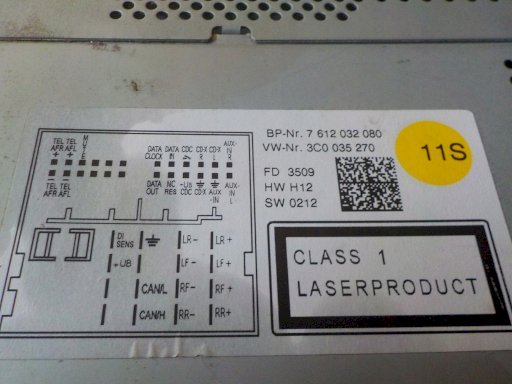 BP-Nr. 7 612 032 080
VW-Nr. 3C0 035 270
FD 3509
HW H12
SW 0212
11S
CLASS 1
LASERPRODUCT
TEL TEL MUTE
AFR AFL
+ +
DATA DATA CDC CD-X CD-X AUX-
CLOCK IN R L IN
R
- -
TEL TEL
AFR AFL
DATA NC -UB
OUT RES. CDC CD-X AUX AUX-
-IN IN
L
DI
SENS
LR- LR+
+UB LF- LF+
CAN/L RF- RF+
CAN/H RR- RR+